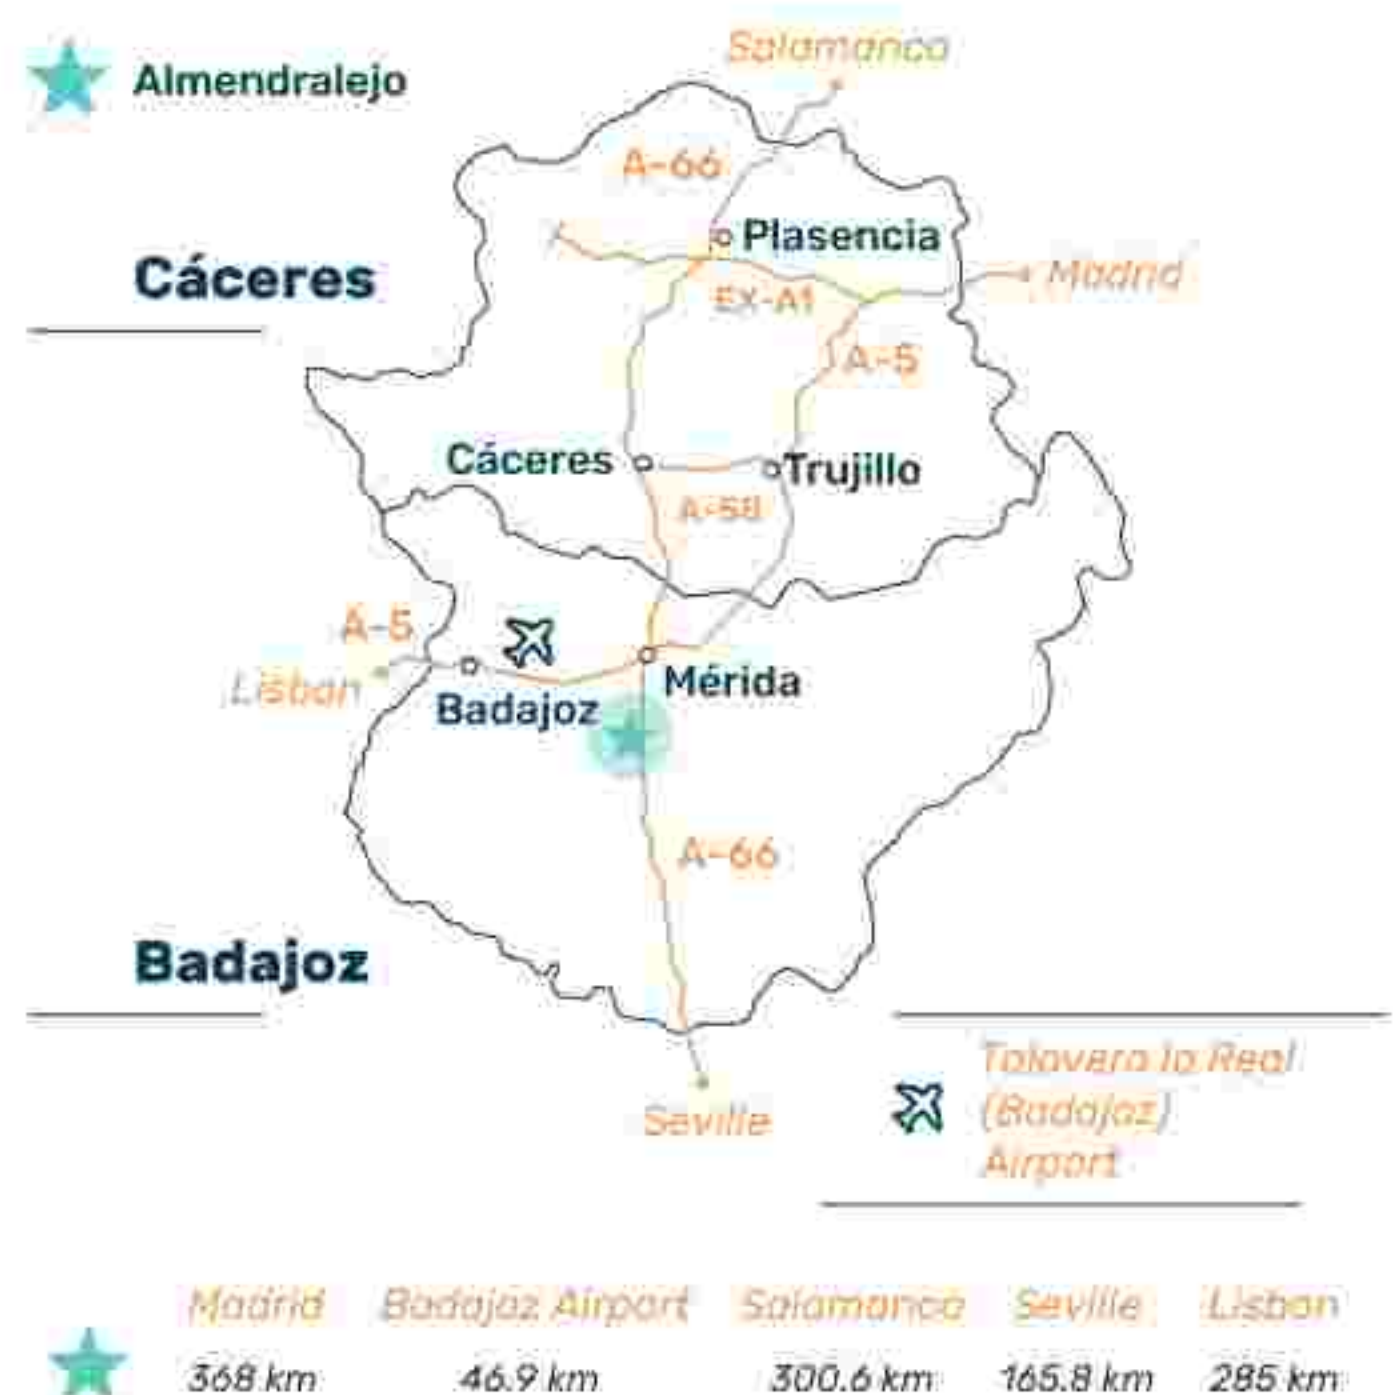 Salamanca
Almendralejo
A-66
Plasencia
Cáceres
Madrid
EX-A1
A-5
Cáceres
Trujillo
A-58
A-5
Lisbon
Mérida
Badajoz
A-66
Badajoz
Talavera la Real
(Badajoz)
Airport
Seville
Madrid Badajoz Airport Salamanca Seville Lisbon
368 km 46.9 km 300.6 km 165.8 km 285 km